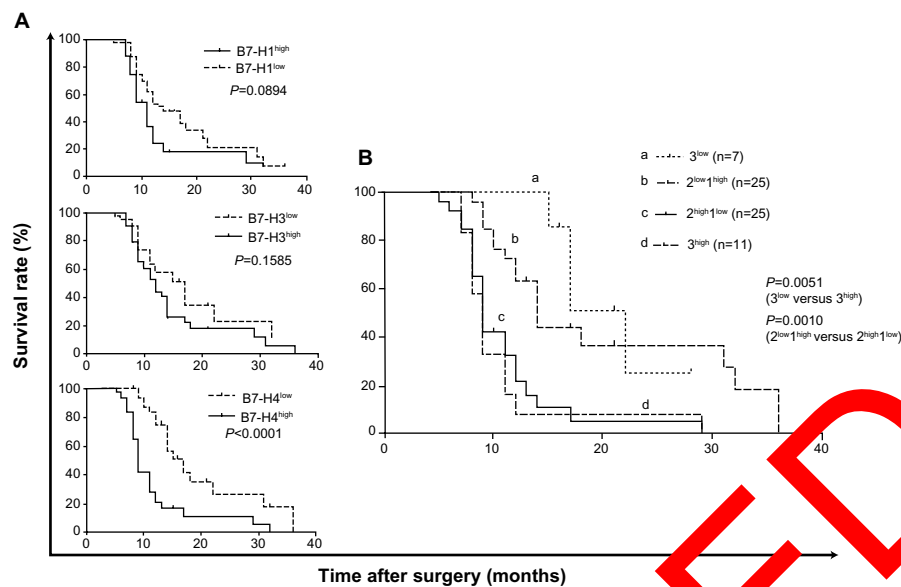 A
100
80
60
40
20
0
B7-H1high
B7-H1low
P=0.0894
0 10 20 30 40
100
80
60
40
20
0
B7-H3low
B7-H3high
P=0.1585
0 10 20 30 40
100
80
60
40
20
0
B7-H4low
B7-H4high
P<0.0001
0 10 20 30 40
Survival rate (%)
B
a 3low (n=7)
b 2low1high (n=25)
c 2high1low (n=25)
d 3high (n=11)
100
80
60
40
20
0
a
b
c
d
P=0.0051
(3low versus 3high)
P=0.0010
(2low1high versus 2high1low)
0 10 20 30 40
Time after surgery (months)
ED